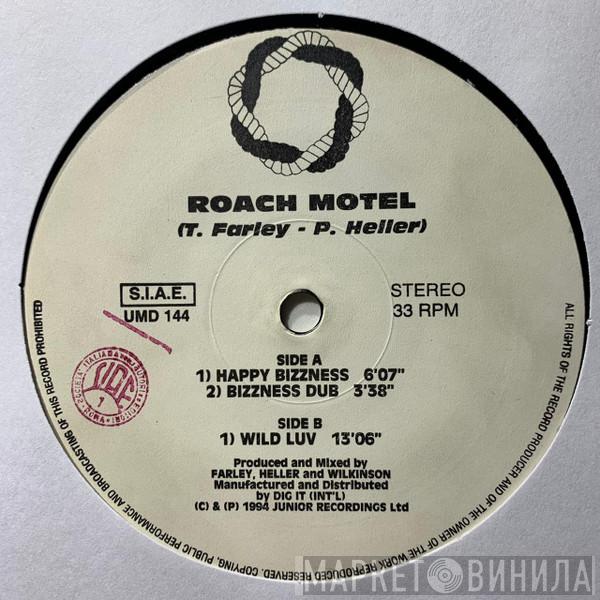 ROACH MOTEL
(T. Farley - P. Heller)
S.I.A.E.
UMD 144
STEREO
33 RPM
SIDE A
1) HAPPY BIZZNESS 6'07"
2) BIZZNESS DUB 3'38"
SIDE B
1) WILD LUV 13'06"
Produced and Mixed by
FARLEY, HELLER and WILKINSON
Manufactured and Distributed
by DIG IT (INT'L)
(C) & (P) 1994 JUNIOR RECORDINGS Ltd
ALL RIGHTS OF THE RECORD PRODUCER AND OF THE OWNER OF THE WORK REPRODUCED RESERVED. COPYING, PUBLIC PERFORMANCE AND BROADCASTING OF THIS RECORD PROHIBITED
ROMA
МАРКЕТ ВИНИЛА